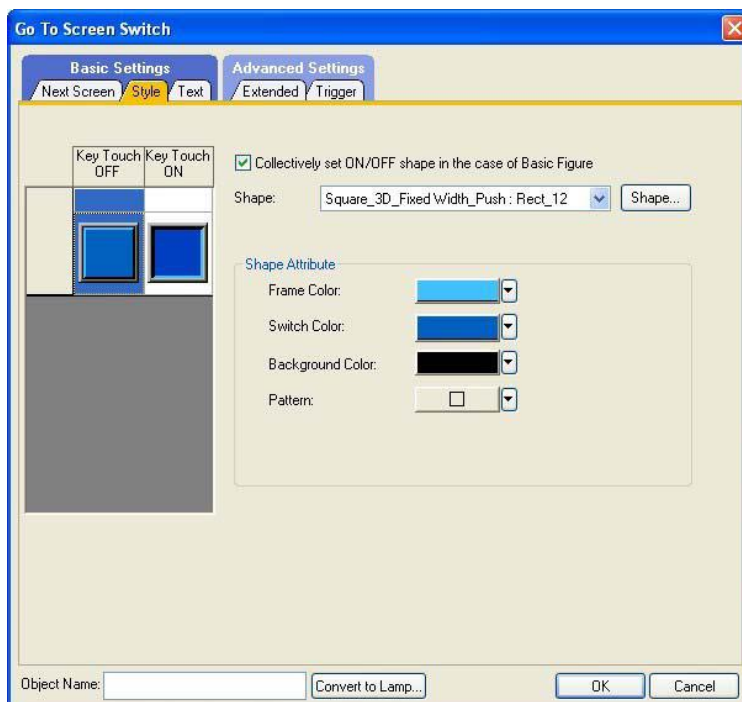 Go To Screen Switch
Basic Settings
Advanced Settings
Next Screen
Style
Text
Extended
Trigger
Key Touch
OFF
Key Touch
ON
Collectively set ON/OFF shape in the case of Basic Figure
Shape:
Square_3D_Fixed Width_Push : Rect_12
Shape...
Shape Attribute
Frame Color:
Switch Color:
Background Color:
Pattern:
Object Name:
Convert to Lamp...
OK
Cancel